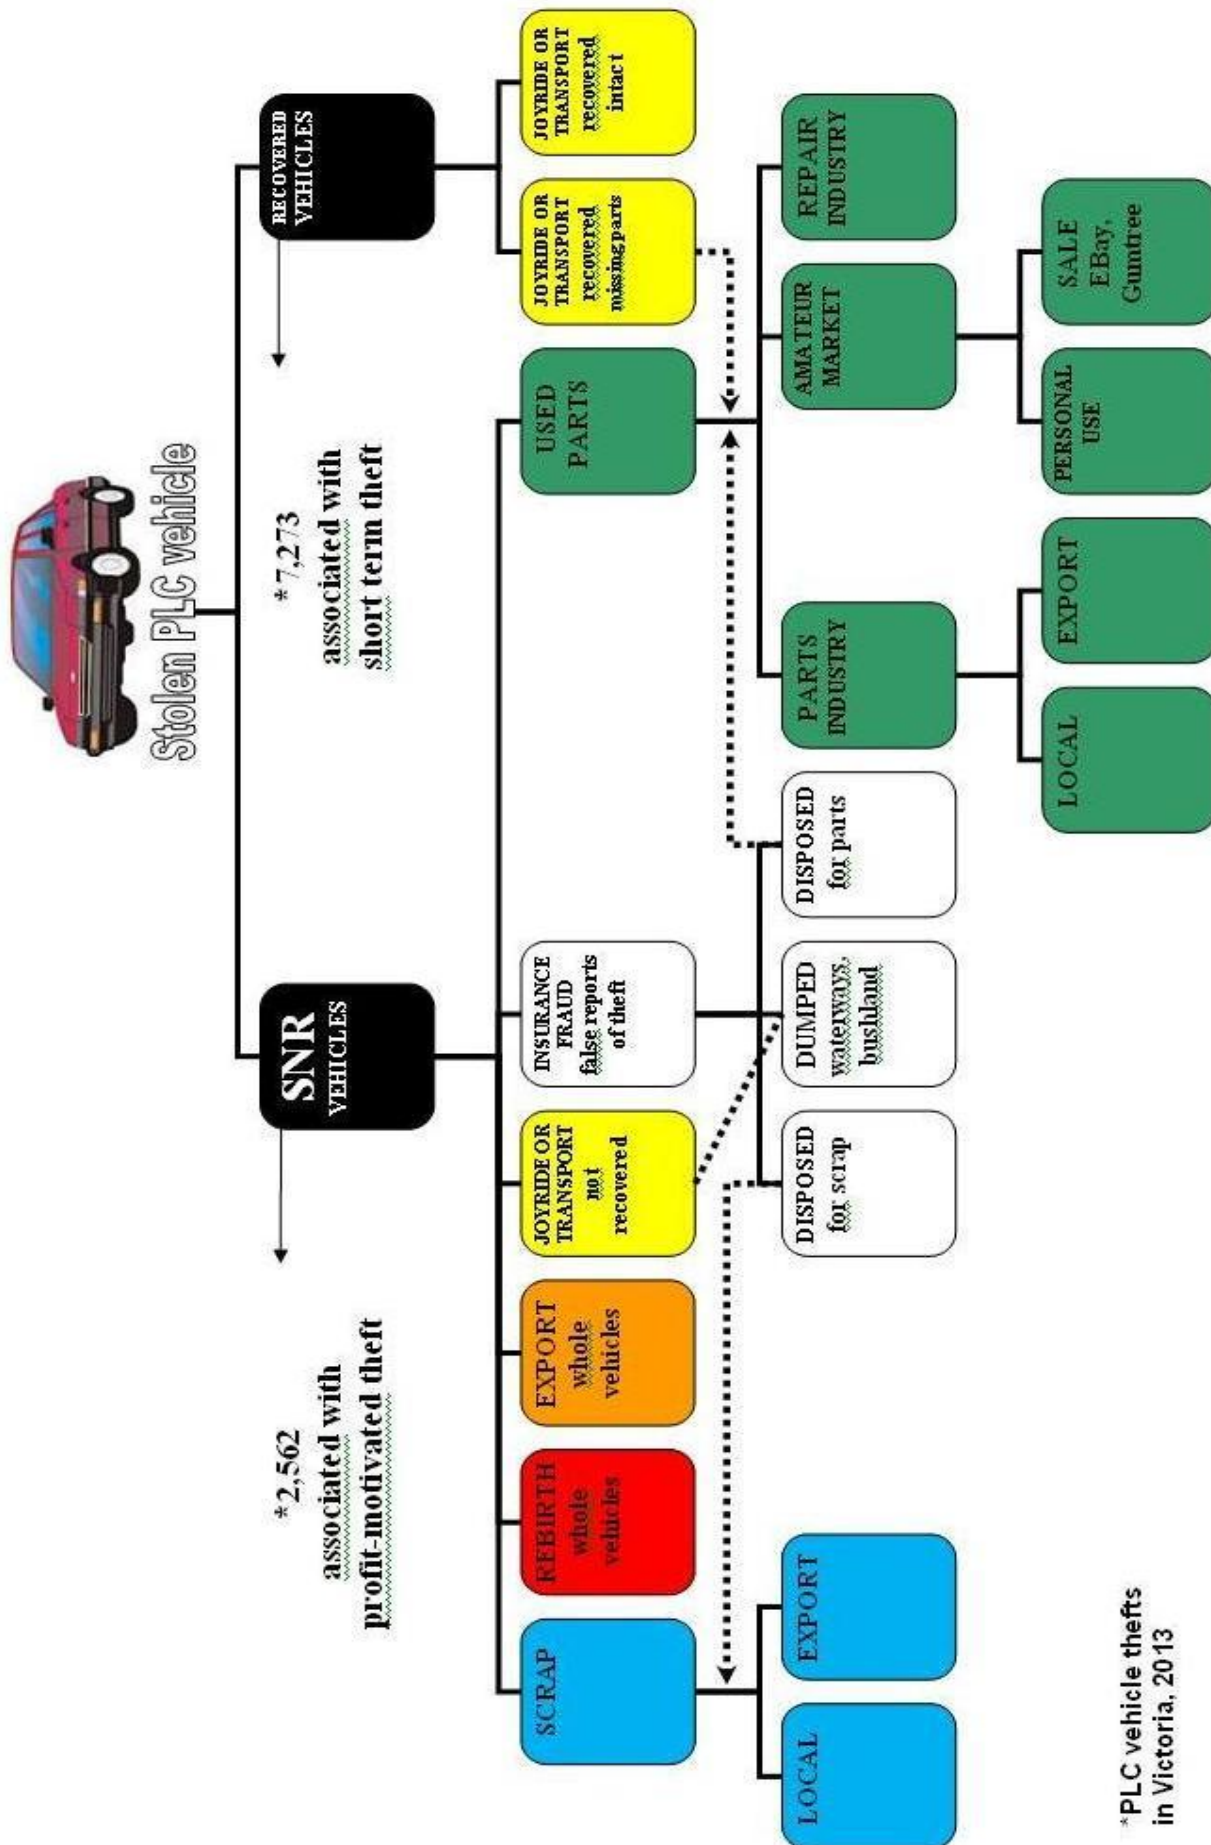 Stolen PLC vehicle
SNR
VEHICLES
RECOVERED
VEHICLES
*2,562
associated with
profit-motivated theft
*7,273
associated with
short term theft
SCRAP
REBIRTH
whole
vehicles
EXPORT
whole
vehicles
JOYRIDE OR
TRANSPORT
not
recovered
INSURANCE
FRAUD
false reports
of theft
USED
PARTS
JOYRIDE OR
TRANSPORT
recovered
missing parts
JOYRIDE OR
TRANSPORT
recovered
intact
LOCAL
EXPORT
DISPOSED
for scrap
DUMPED
waterways,
bushland
DISPOSED
for parts
PARTS
INDUSTRY
AMATEUR
MARKET
REPAIR
INDUSTRY
LOCAL
EXPORT
PERSONAL
USE
SALE
EBay,
Gumtree
*PLC vehicle thefts
in Victoria, 2013